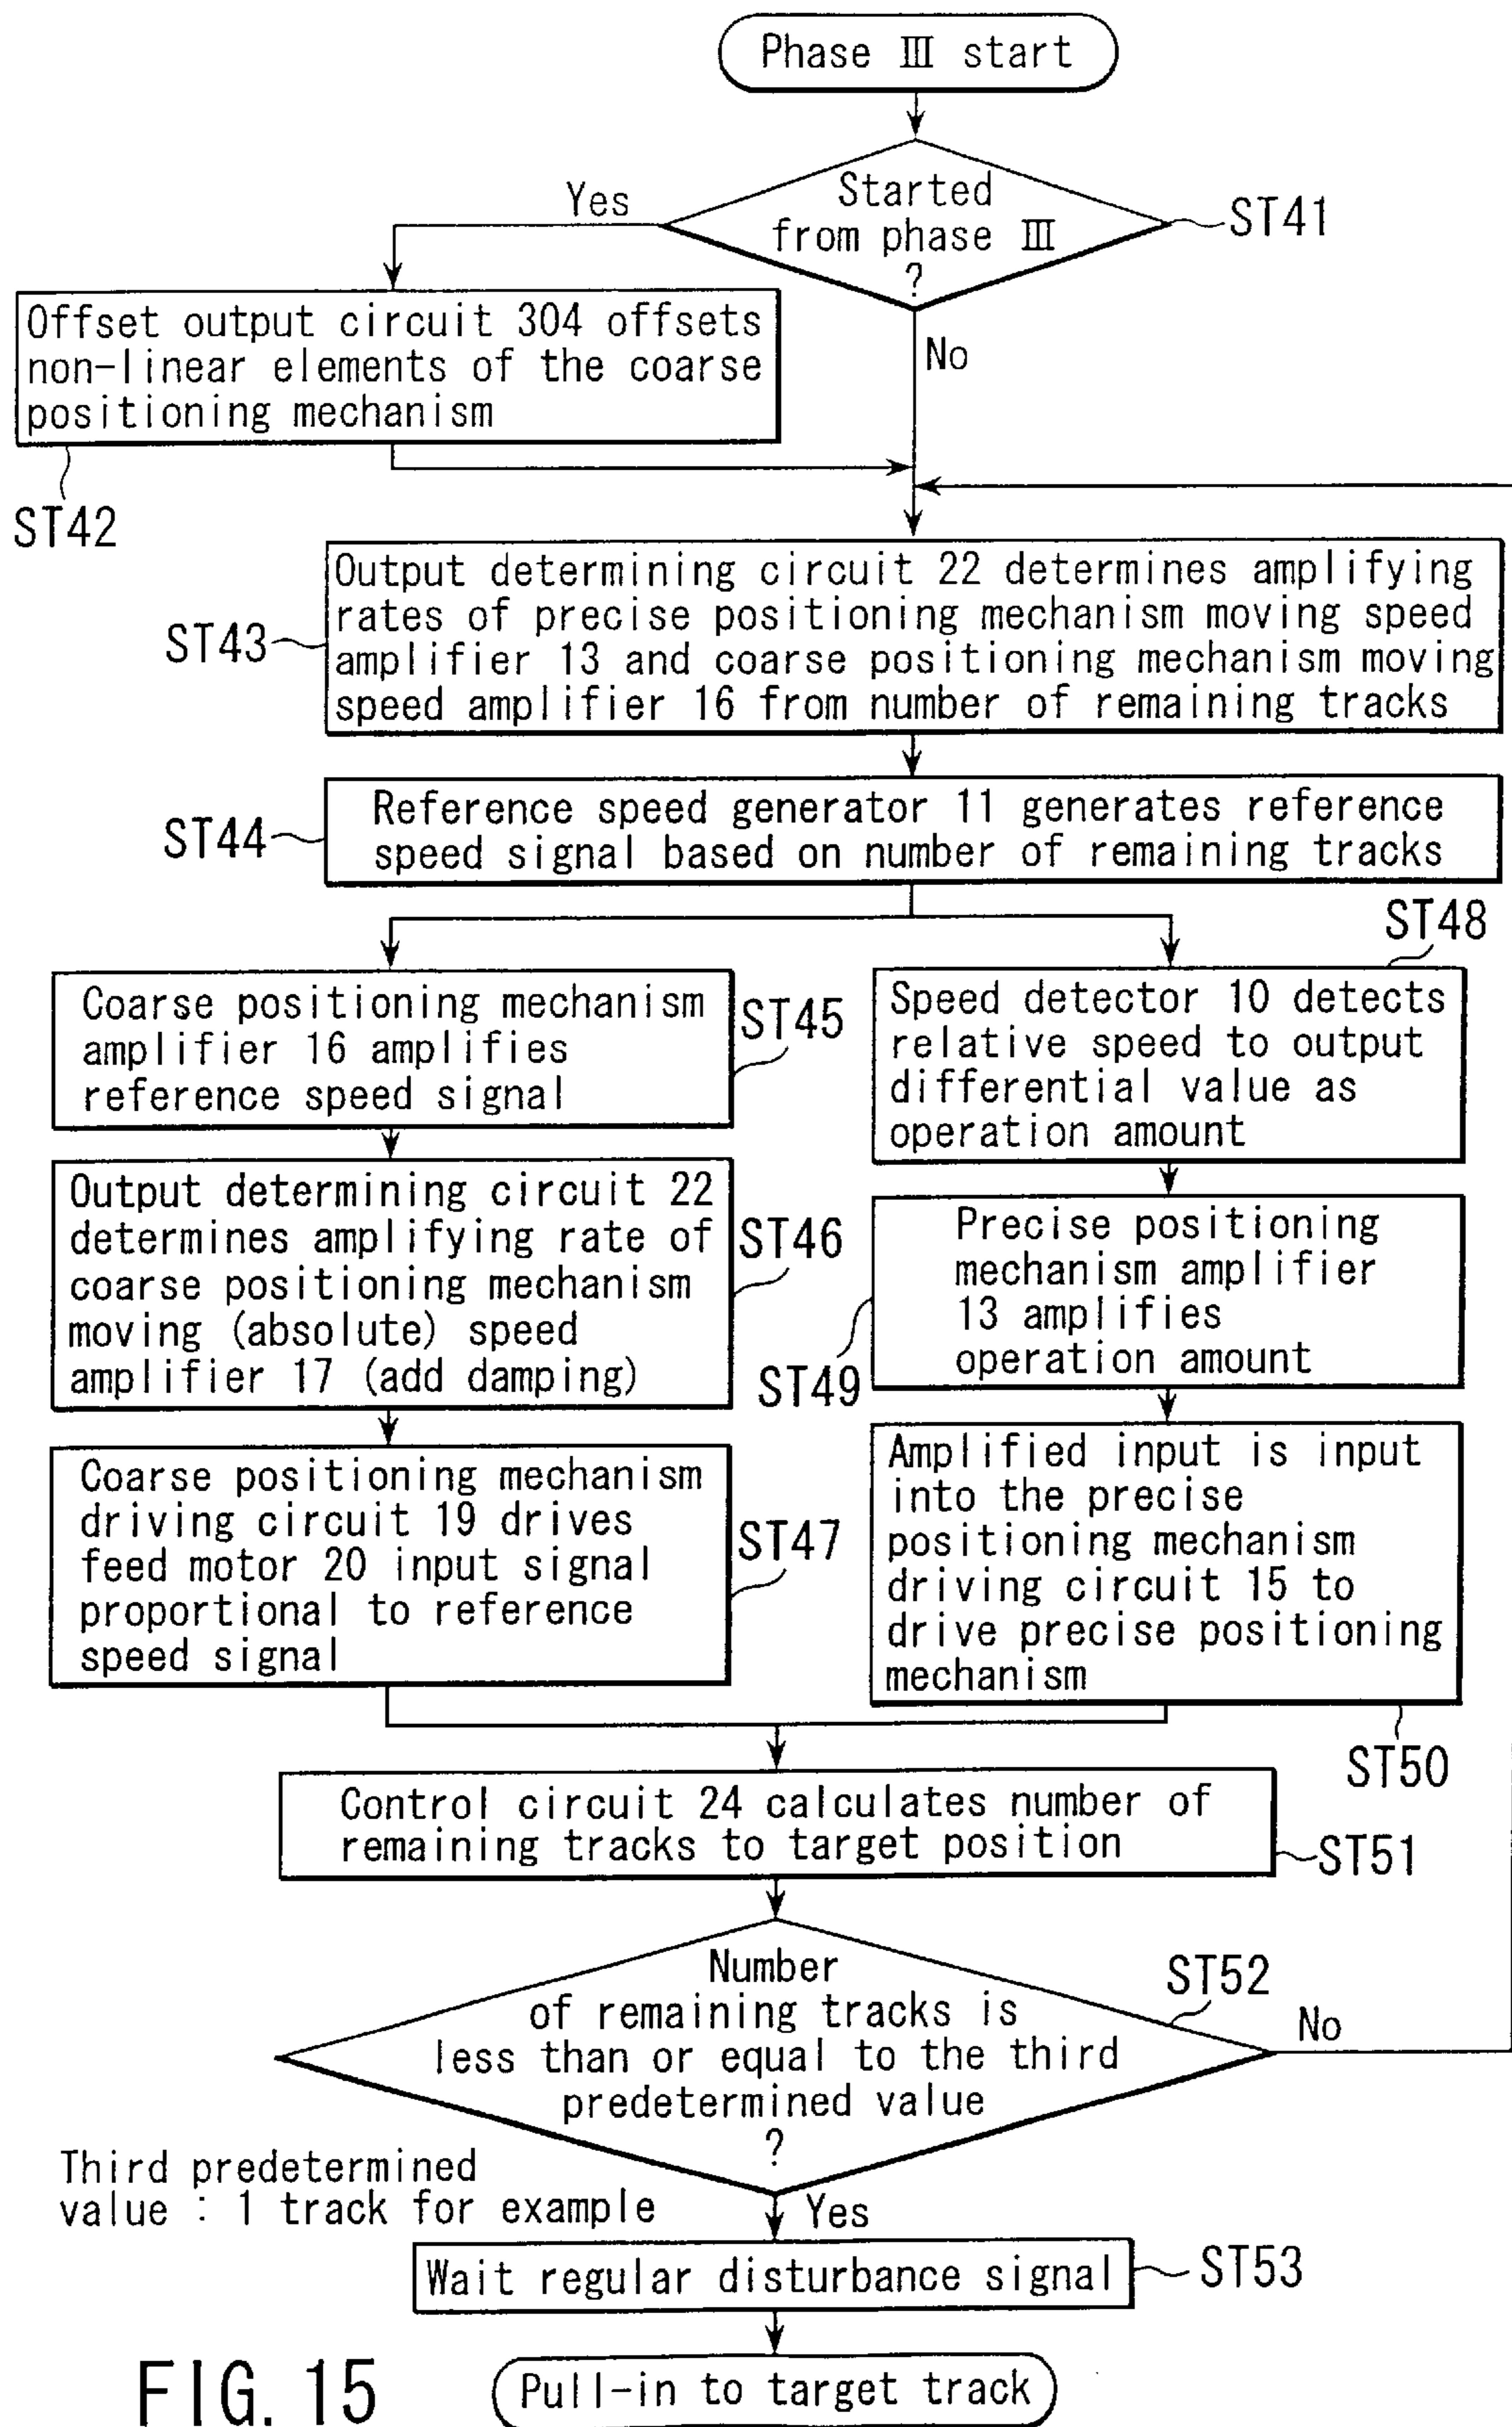 Phase III start
Started
from phase III
?
ST41
Yes
No
Offset output circuit 304 offsets
non-linear elements of the coarse
positioning mechanism
ST42
Output determining circuit 22 determines amplifying
rates of precise positioning mechanism moving speed
amplifier 13 and coarse positioning mechanism moving
speed amplifier 16 from number of remaining tracks
ST43
Reference speed generator 11 generates reference
speed signal based on number of remaining tracks
ST44
Coarse positioning mechanism
amplifier 16 amplifies
reference speed signal
ST45
Output determining circuit 22
determines amplifying rate of
coarse positioning mechanism
moving (absolute) speed
amplifier 17 (add damping)
ST46
Coarse positioning mechanism
driving circuit 19 drives
feed motor 20 input signal
proportional to reference
speed signal
ST47
ST48
Speed detector 10 detects
relative speed to output
differential value as
operation amount
Precise positioning
mechanism amplifier
13 amplifies
operation amount
ST49
Amplified input is input
into the precise
positioning mechanism
driving circuit 15 to
drive precise positioning
mechanism
ST50
Control circuit 24 calculates number of
remaining tracks to target position
ST51
Number
of remaining tracks is
less than or equal to the third
predetermined value
?
ST52
No
Third predetermined
value : 1 track for example
Yes
Wait regular disturbance signal
ST53
Pull-in to target track
FIG. 15